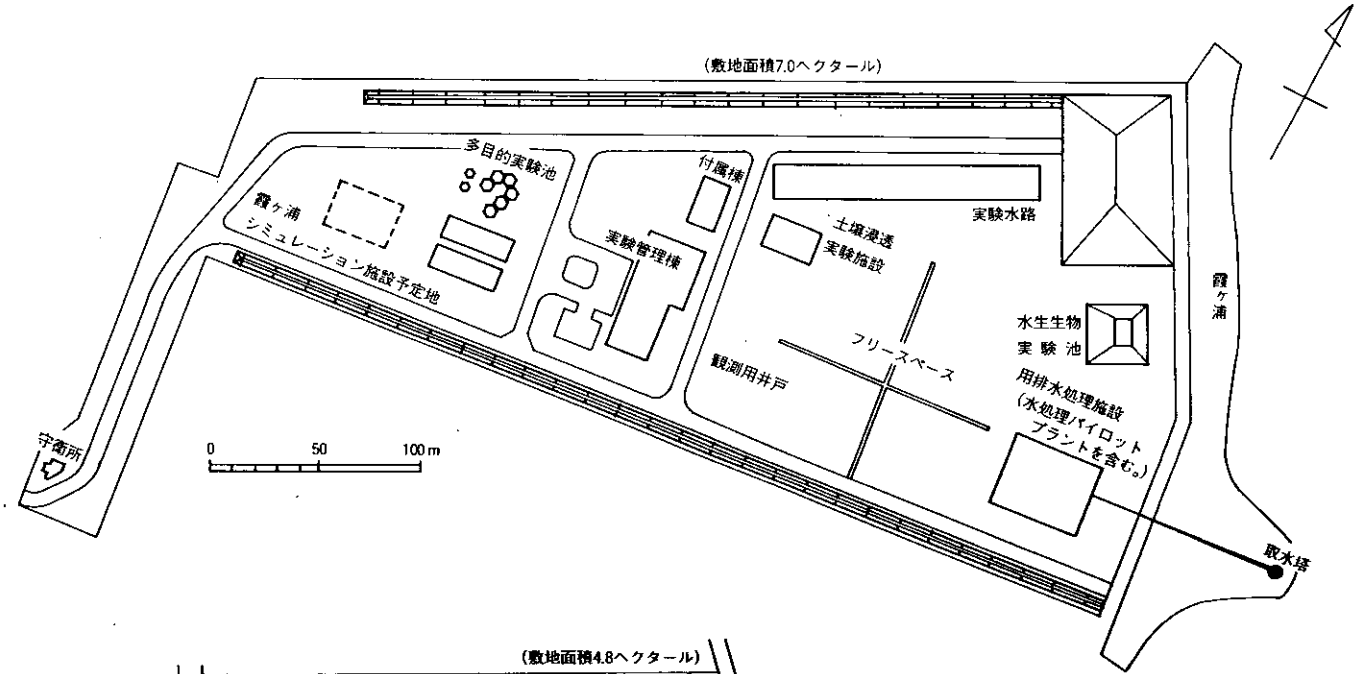 (敷地面積7.0ヘクタール)
多目的実験池
付属棟
霞ヶ浦
シミュレーション施設予定地
実験管理棟
実験水路
土壌浸透
実験施設
霞ヶ浦
水生生物
実験池
フリースペース
観測用井戸
用排水処理施設
(水処理パイロット
プラントを含む。)
守衛所
0 50 100m
取水塔
(敷地面積4.8ヘクタール)